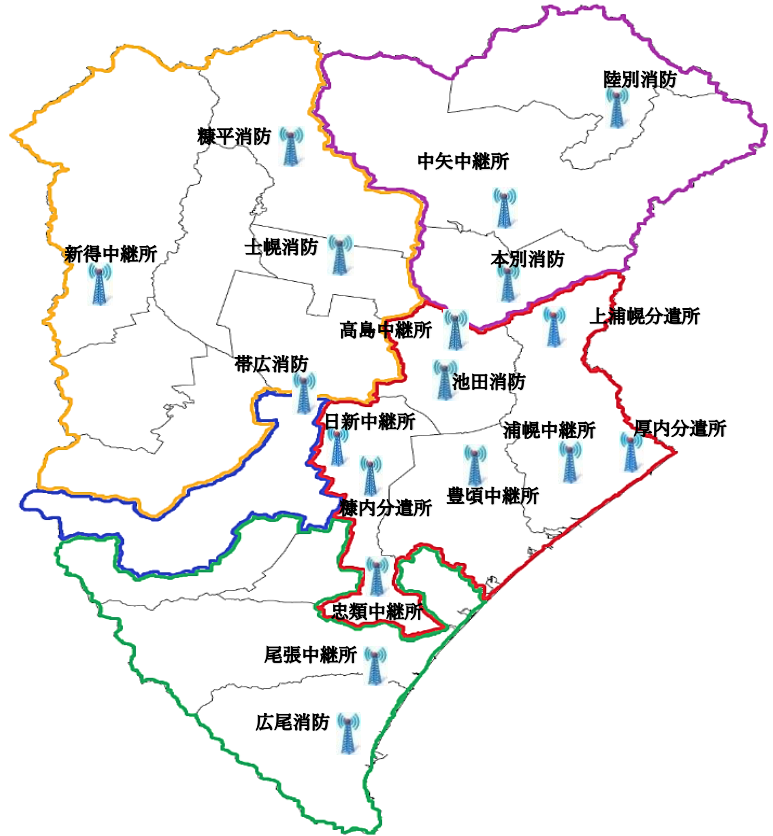 陸別消防
糠平消防
中矢中継所
士幌消防
新得中継所
本別消防
上浦幌分遣所
高島中継所
帯広消防
池田消防
日新中継所
浦幌中継所
厚内分遣所
豊頃中継所
糠内分遣所
忠類中継所
尾張中継所
広尾消防